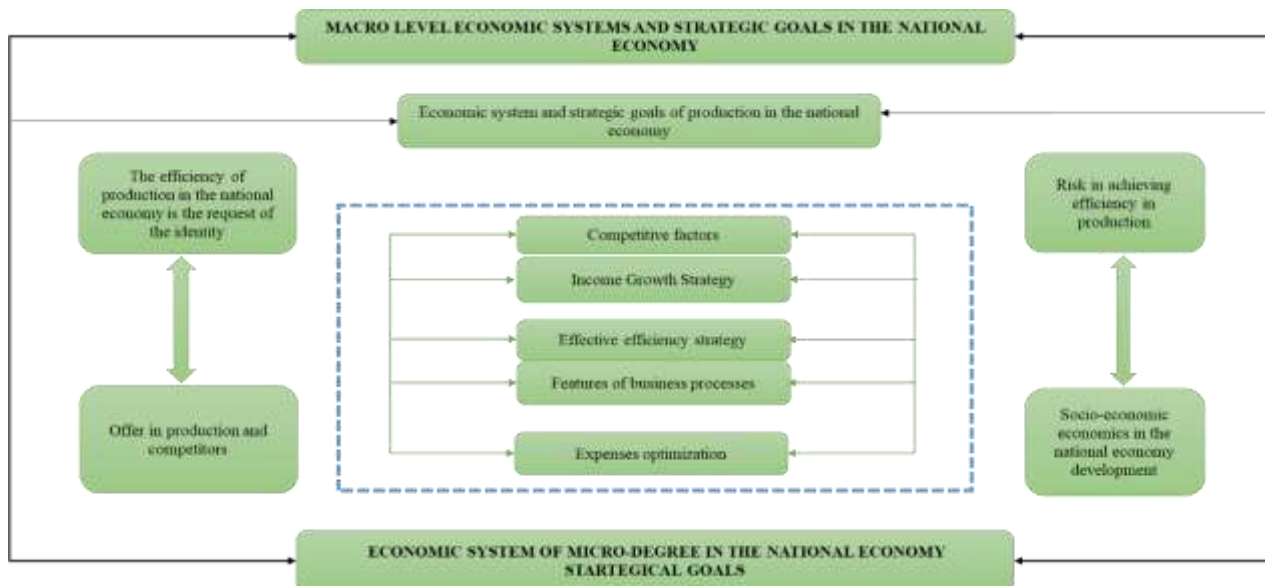 MACRO LEVEL ECONOMIC SYSTEMS AND STRATEGIC GOALS IN THE NATIONAL
ECONOMY
Economic system and strategic goals of production in the national
economy
The efficiency of
production in the national
economy is the request of
the identity
Risk in achieving
efficiency in
production
Competitive factors
Income Growth Strategy
Effective efficiency strategy
Features of business processes
Expenses optimization
Offer in production and
competitors
Socio-economic
economics in the
national economy
development
ECONOMIC SYSTEM OF MICRO-DEGREE IN THE NATIONAL ECONOMY
STARTEGICAL GOALS